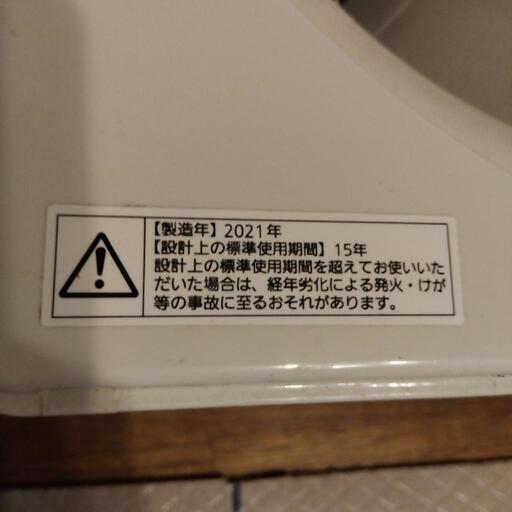 【製造年】2021年
【設計上の標準使用期間】15年
設計上の標準使用期間を超えてお使いいた
だいた場合は、経年劣化による発火・けが
等の事故に至るおそれがあります。